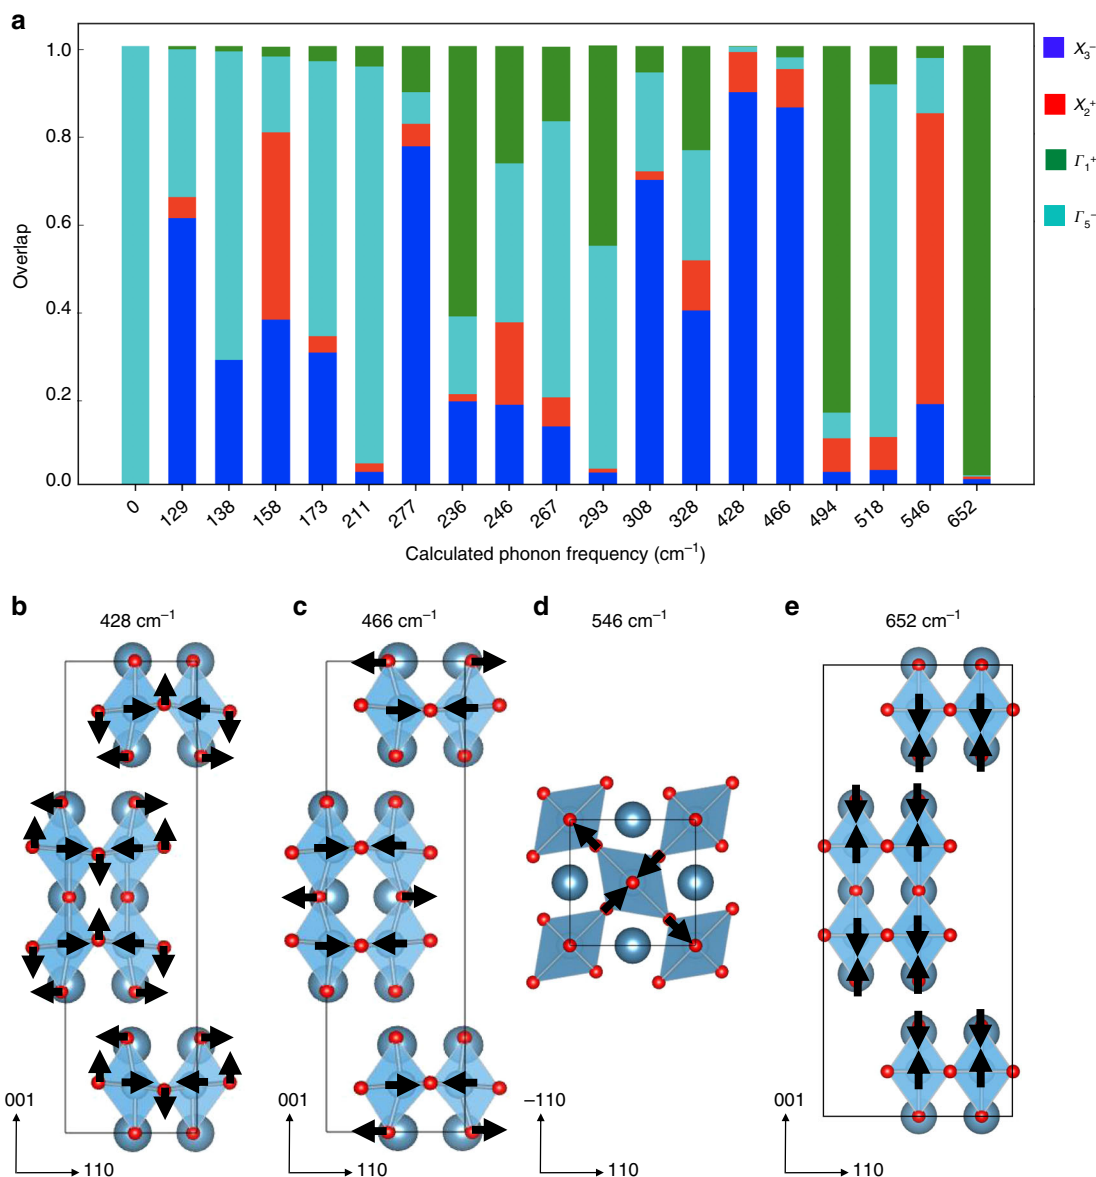 a
1.0
0.8
0.6
0.4
0.2
0.0
Overlap
0 129 138 158 173 211 277 236 246 267 293 308 328 428 466 494 518 546 652
Calculated phonon frequency (cm⁻¹)
X₃⁻
X₂⁺
Γ₁⁺
Γ₅⁻
b c d e
428 cm⁻¹ 466 cm⁻¹ 546 cm⁻¹ 652 cm⁻¹
001 001 –110 001
110 110 110 110